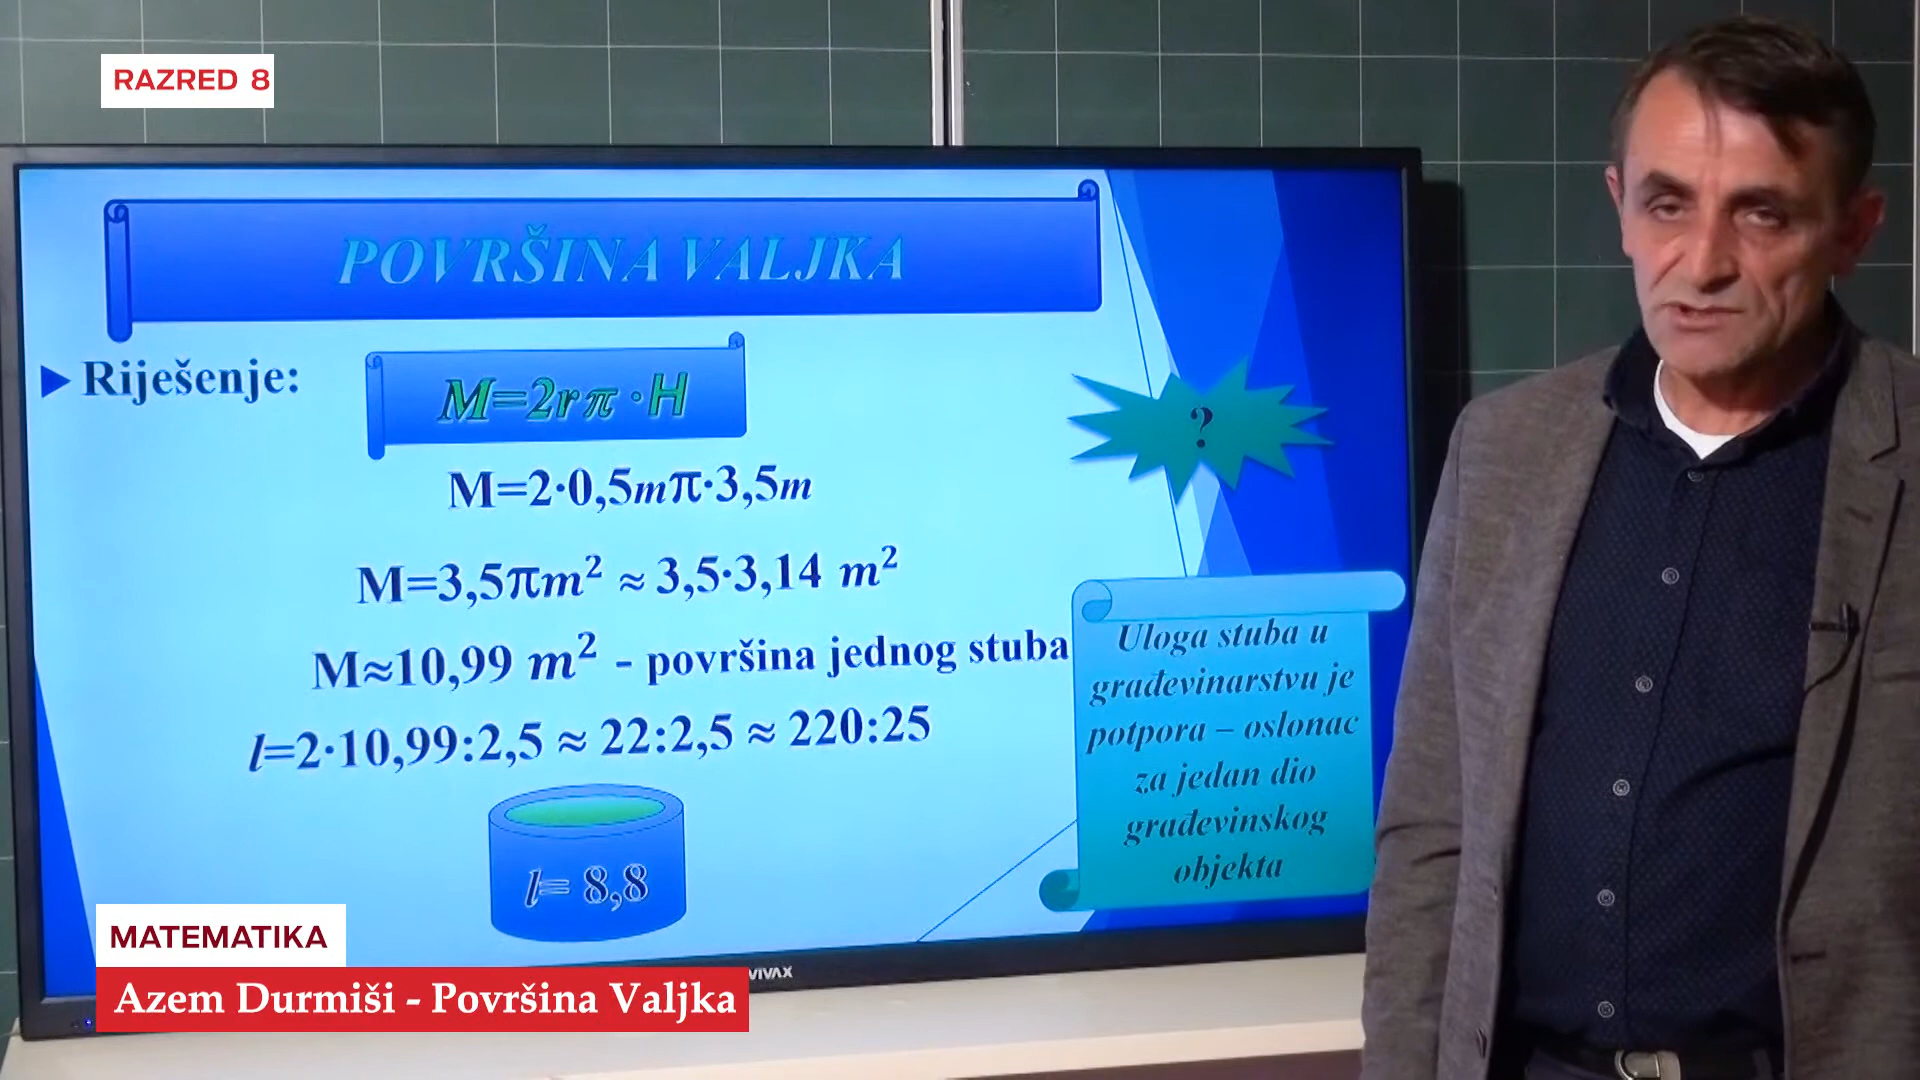 RAZRED 8
POVRŠINA VALJKA
Riješenje:
M=2rπ·H
M=2·0,5mπ·3,5m
M=3,5πm² ≈ 3,5·3,14 m²
M≈10,99 m² - površina jednog stuba
l=2·10,99:2,5 ≈ 22:2,5 ≈ 220:25
l= 8,8
?
Uloga stuba u
građevinarstvu je
potpora – oslonac
za jedan dio
građevinskog
objekta
VIVAX
MATEMATIKA
Azem Durmiši - Površina Valjka